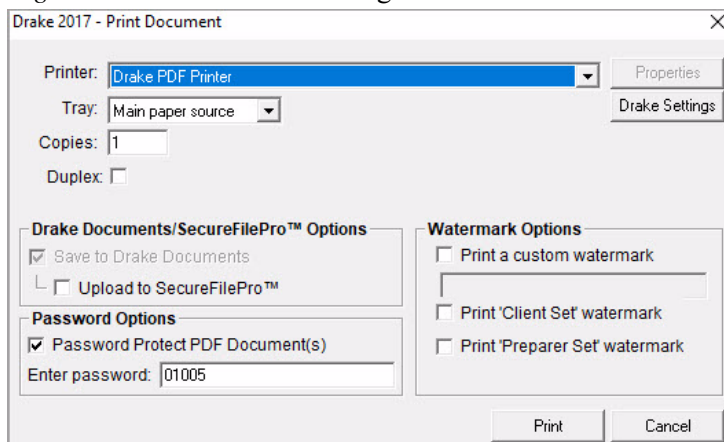 Drake 2017 - Print Document
Printer: Drake PDF Printer Properties
Tray: Main paper source Drake Settings
Copies: 1
Duplex:
Drake Documents/SecureFilePro™ Options
Save to Drake Documents
Upload to SecureFilePro™
Password Options
Password Protect PDF Document(s)
Enter password: 01005
Watermark Options
Print a custom watermark
Print 'Client Set' watermark
Print 'Preparer Set' watermark
Print Cancel